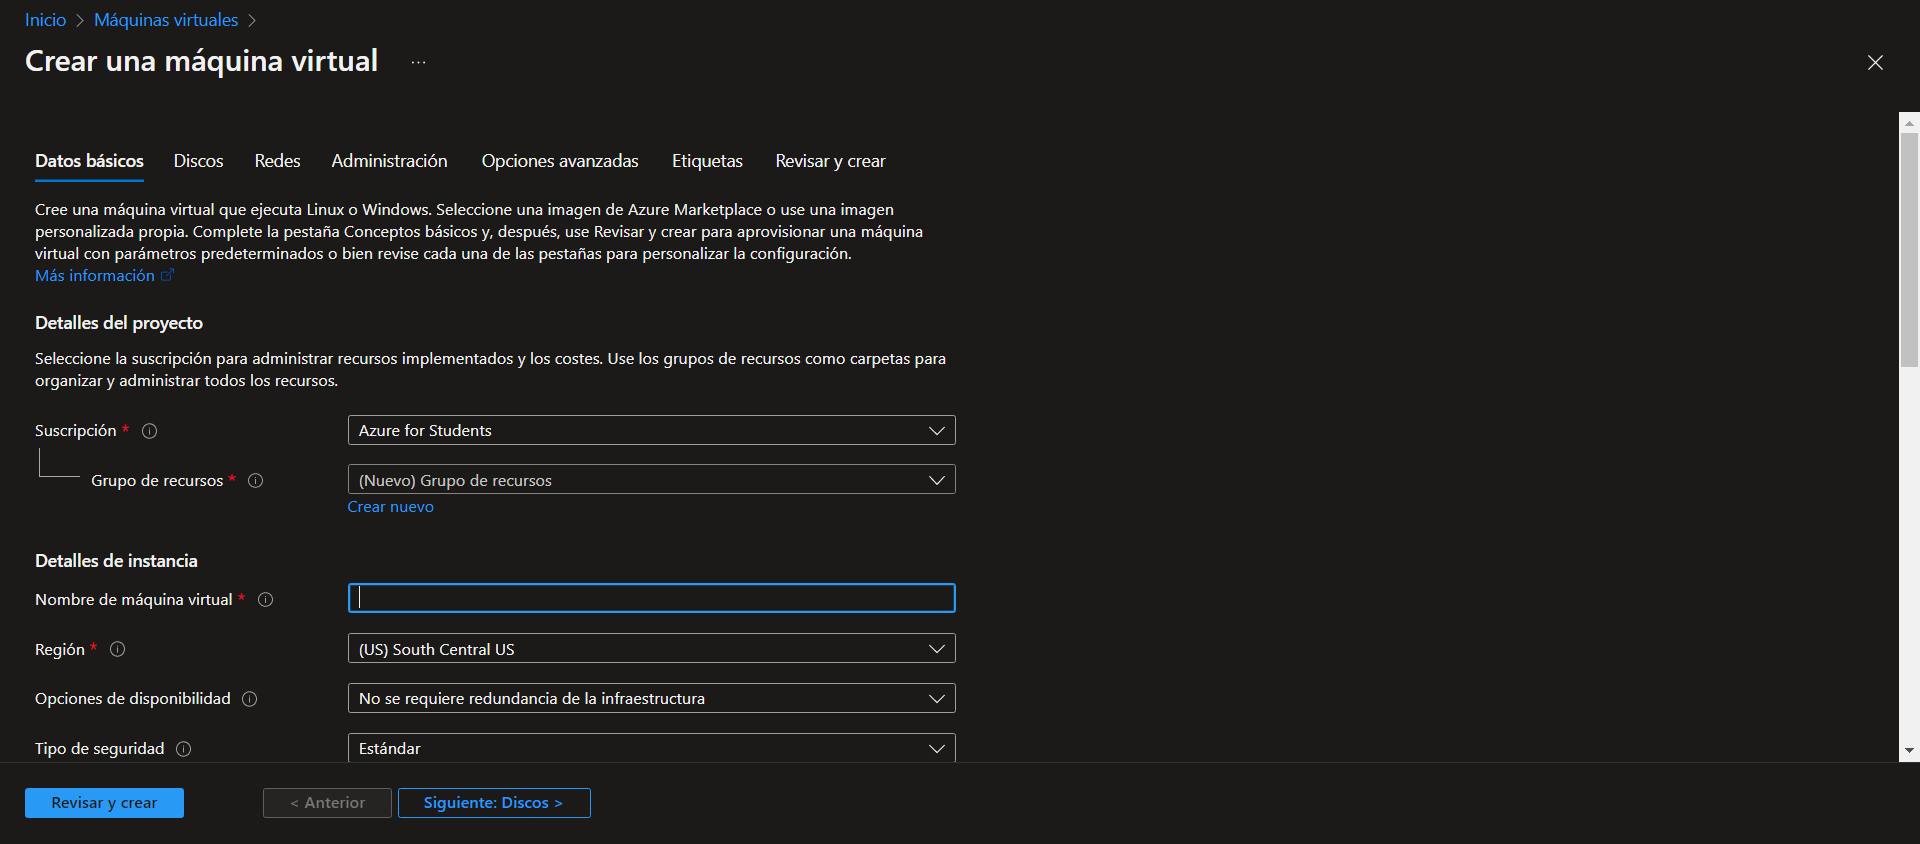 Inicio > Máquinas virtuales >
Crear una máquina virtual ...
Datos básicos Discos Redes Administración Opciones avanzadas Etiquetas Revisar y crear
Cree una máquina virtual que ejecuta Linux o Windows. Seleccione una imagen de Azure Marketplace o use una imagen
personalizada propia. Complete la pestaña Conceptos básicos y, después, use Revisar y crear para aprovisionar una máquina
virtual con parámetros predeterminados o bien revise cada una de las pestañas para personalizar la configuración.
Más información
Detalles del proyecto
Seleccione la suscripción para administrar recursos implementados y los costes. Use los grupos de recursos como carpetas para
organizar y administrar todos los recursos.
Suscripción * Azure for Students
Grupo de recursos * (Nuevo) Grupo de recursos
Crear nuevo
Detalles de instancia
Nombre de máquina virtual *
Región * (US) South Central US
Opciones de disponibilidad No se requiere redundancia de la infraestructura
Tipo de seguridad Estándar
Revisar y crear < Anterior Siguiente: Discos >